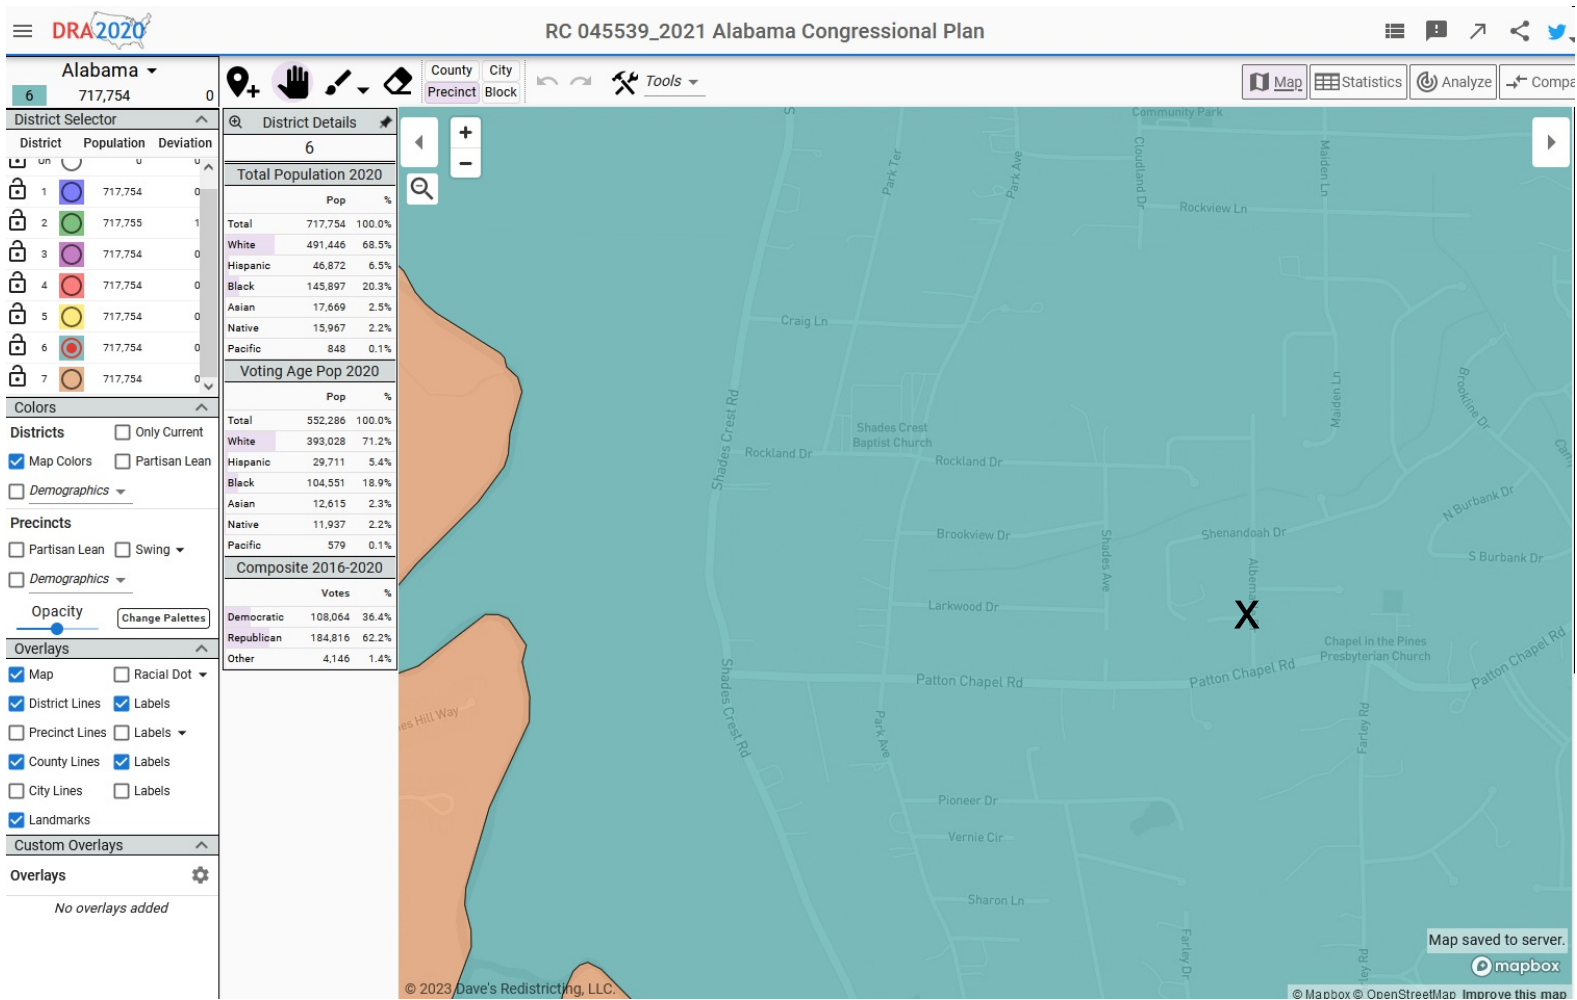 DRA2020
RC 045539_2021 Alabama Congressional Plan
Alabama
6 717,754 0
County City
Precinct Block
Tools
Map Statistics Analyze Compa
District Selector
District Population Deviation
Un 0 0
1 717,754 0
2 717,755 1
3 717,754 0
4 717,754 0
5 717,754 0
6 717,754 0
7 717,754 0
Colors
Districts Only Current
Map Colors Partisan Lean
Demographics
Precincts
Partisan Lean Swing
Demographics
Opacity Change Palettes
Overlays
Map Racial Dot
District Lines Labels
Precinct Lines Labels
County Lines Labels
City Lines Labels
Landmarks
Custom Overlays
Overlays
No overlays added
District Details
6
Total Population 2020
Pop %
Total 717,754 100.0%
White 491,446 68.5%
Hispanic 46,872 6.5%
Black 145,897 20.3%
Asian 17,669 2.5%
Native 15,967 2.2%
Pacific 848 0.1%
Voting Age Pop 2020
Pop %
Total 552,286 100.0%
White 393,028 71.2%
Hispanic 29,711 5.4%
Black 104,551 18.9%
Asian 12,615 2.3%
Native 11,937 2.2%
Pacific 579 0.1%
Composite 2016-2020
Votes %
Democratic 108,064 36.4%
Republican 184,816 62.2%
Other 4,146 1.4%
+
−
Community Park
Cloudland Dr
Maiden Ln
Park Ter
Park Ave
Rockview Ln
Craig Ln
Shades Crest Rd
Maiden Ln
Brookline Dr
Shades Crest
Baptist Church
Rockland Dr
Rockland Dr
N Burbank Dr
Brookview Dr
Shades Ave
Shenandoah Dr
S Burbank Dr
Larkwood Dr
X
Chapel in the Pines
Presbyterian Church
Patton Chapel Rd
Patton Chapel Rd
Patton Chapel Rd
Shades Crest Rd
es Hill Way
Park Ave
Farley Rd
Pioneer Dr
Vernie Cir
Sharon Ln
Farley Dr
rley Rd
Map saved to server.
mapbox
© 2023 Dave's Redistricting, LLC.
© Mapbox © OpenStreetMap Improve this map